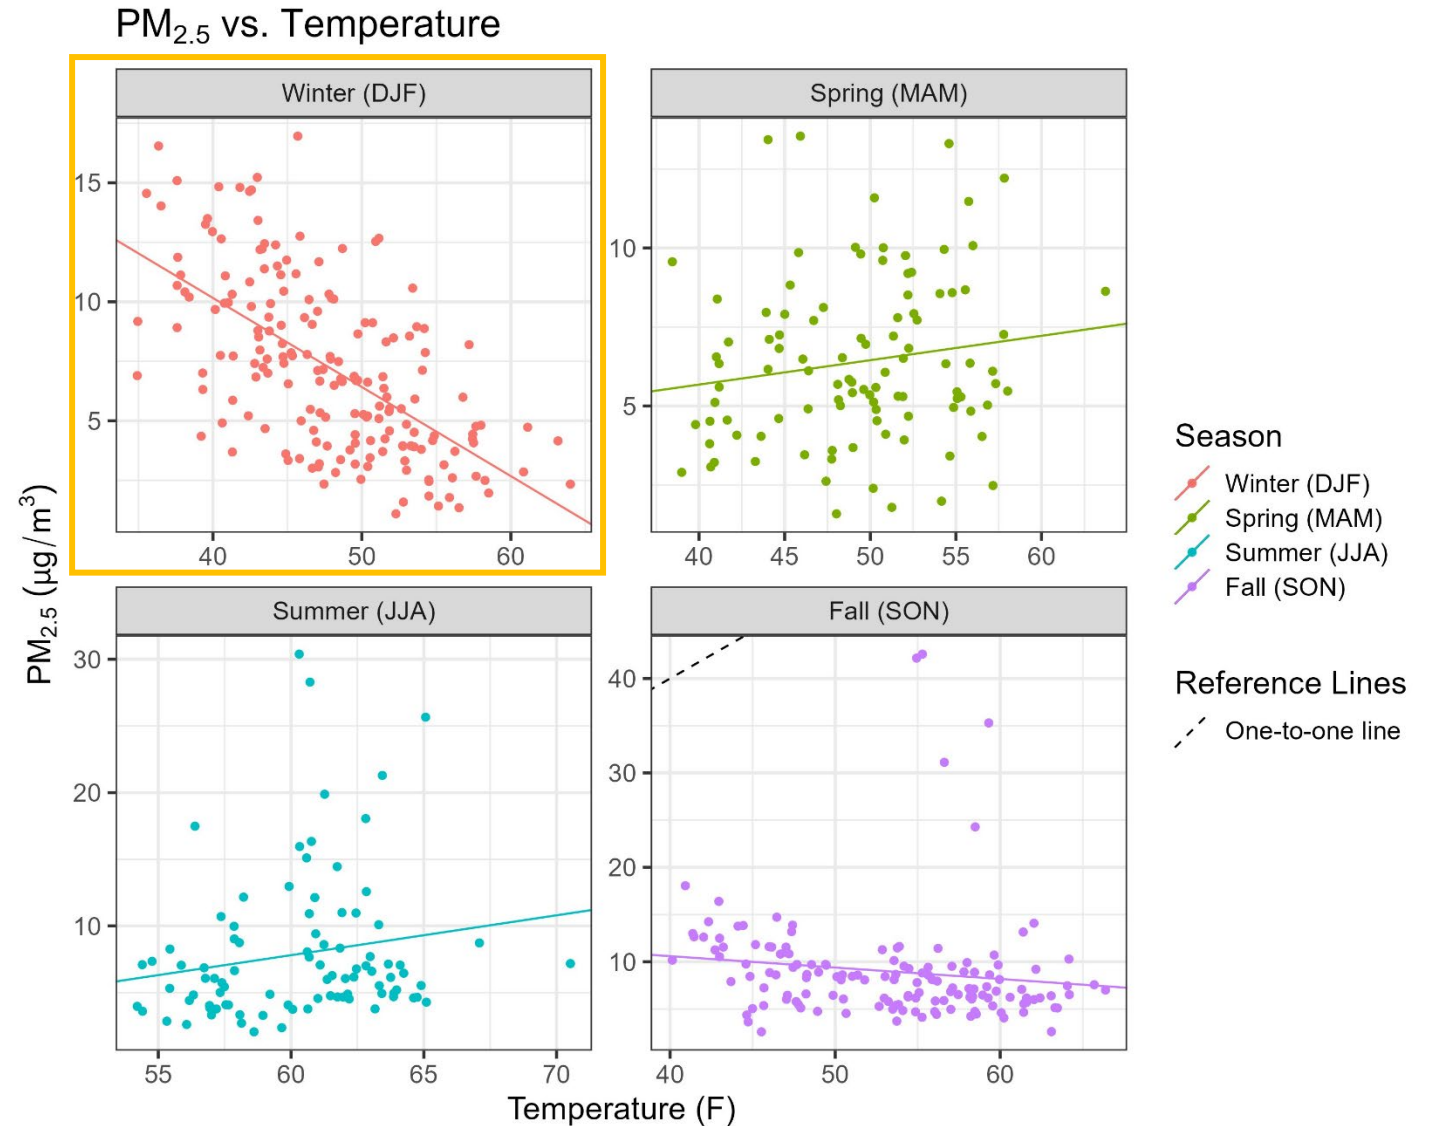 PM2.5 vs. Temperature
Winter (DJF)
Spring (MAM)
15
10
5
10
5
40 50 60
40 45 50 55 60
Summer (JJA)
Fall (SON)
30
20
10
40
30
20
10
55 60 65 70
40 50 60
Temperature (F)
PM2.5 (µg/m3)
Season
Winter (DJF)
Spring (MAM)
Summer (JJA)
Fall (SON)
Reference Lines
One-to-one line